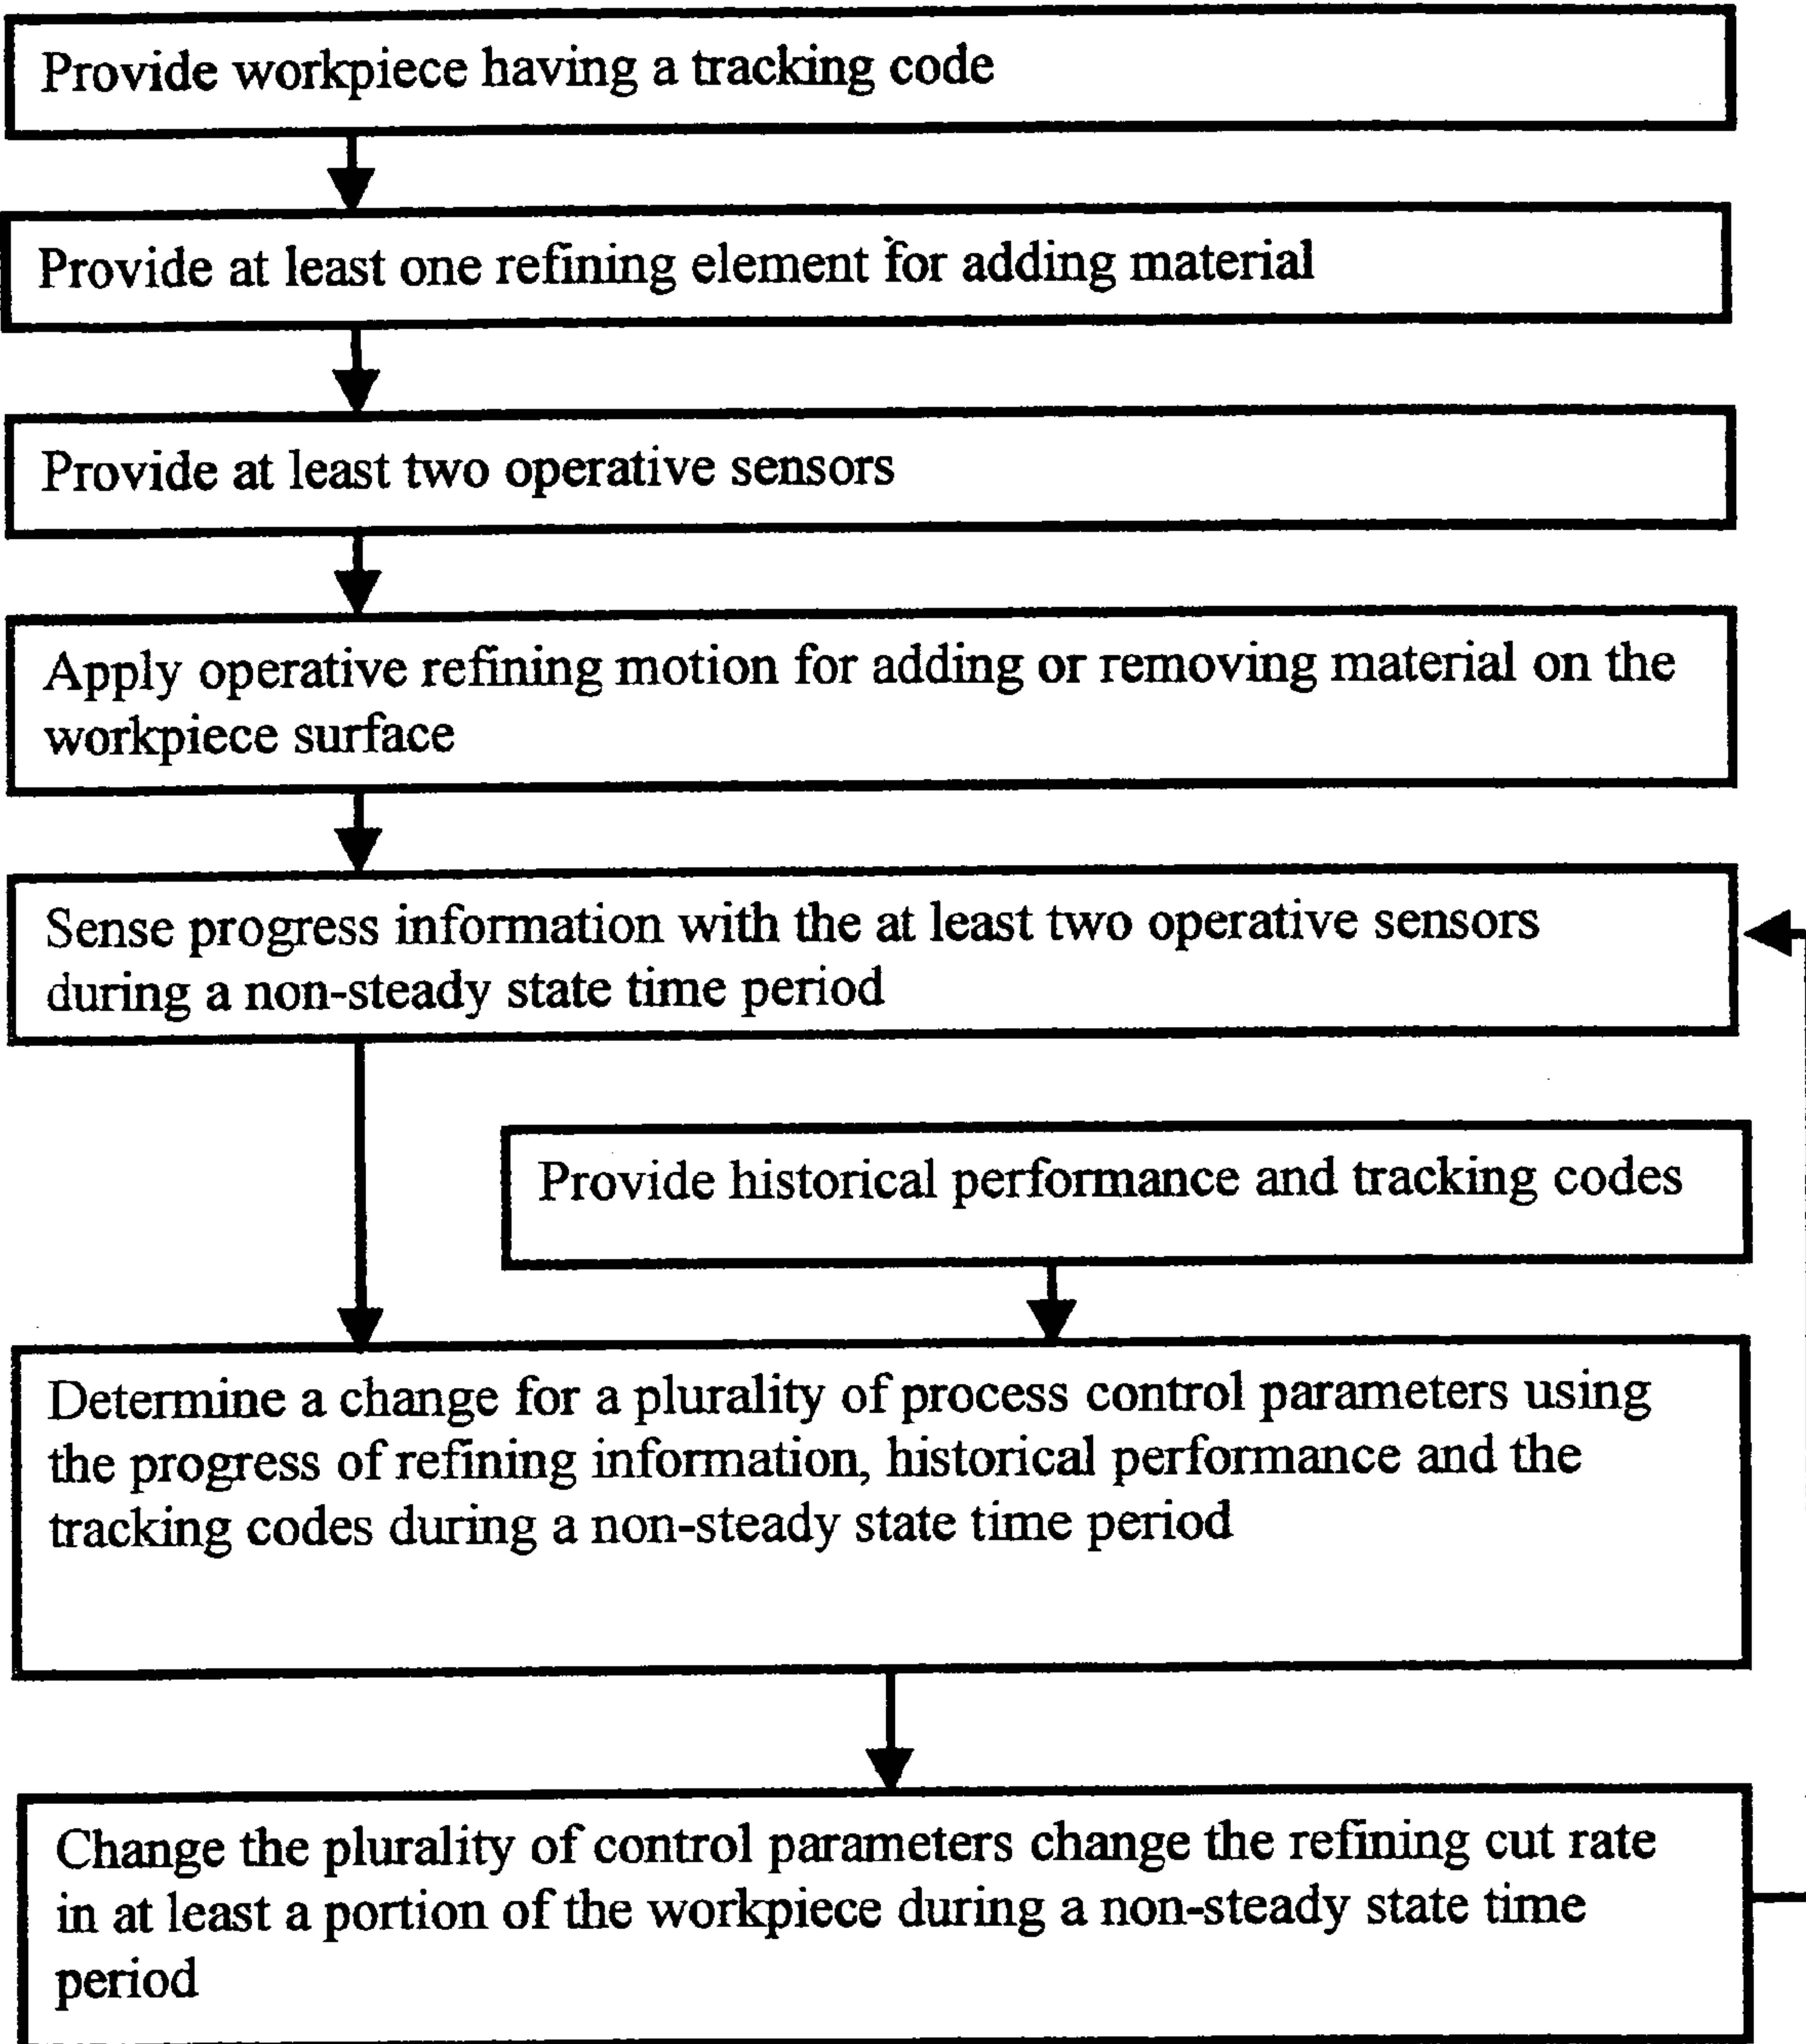 Provide workpiece having a tracking code
Provide at least one refining element for adding material
Provide at least two operative sensors
Apply operative refining motion for adding or removing material on the
workpiece surface
Sense progress information with the at least two operative sensors
during a non-steady state time period
Provide historical performance and tracking codes
Determine a change for a plurality of process control parameters using
the progress of refining information, historical performance and the
tracking codes during a non-steady state time period
Change the plurality of control parameters change the refining cut rate
in at least a portion of the workpiece during a non-steady state time
period